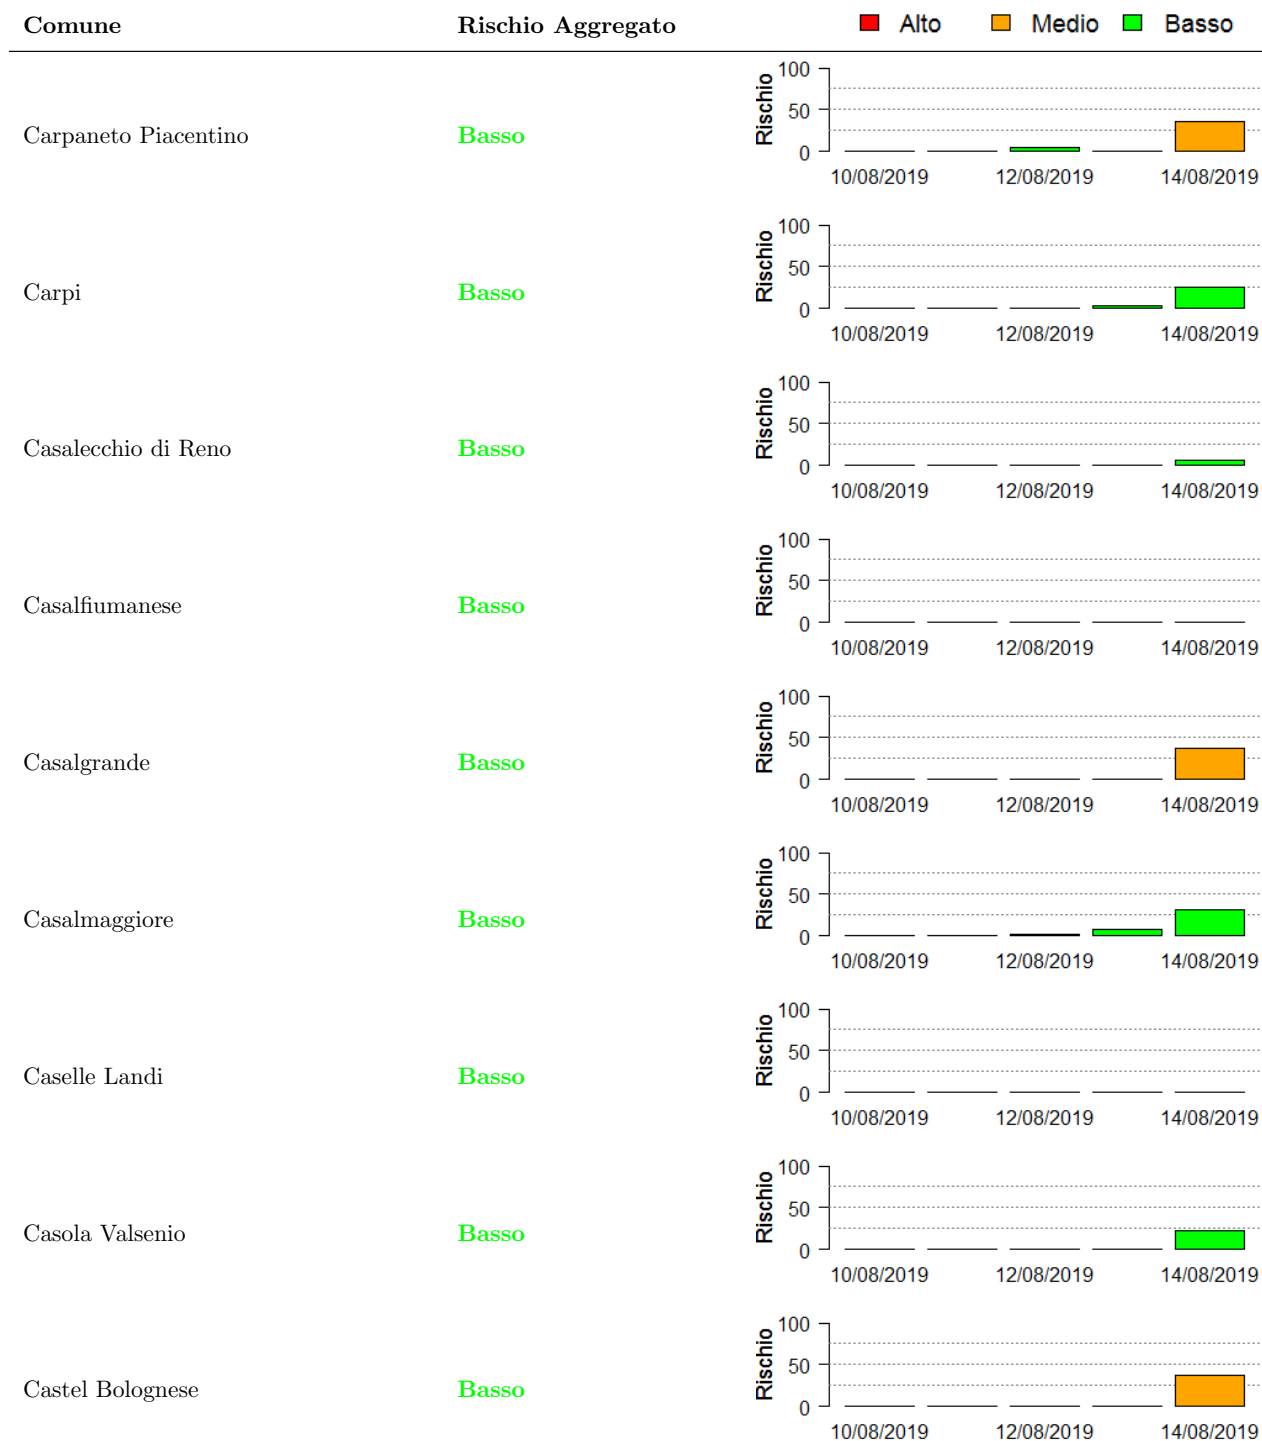 Comune Rischio Aggregato Alto Medio Basso
100
50
0
Rischio
Carpaneto Piacentino Basso
10/08/2019 12/08/2019 14/08/2019
100
50
0
Rischio
Carpi Basso
10/08/2019 12/08/2019 14/08/2019
100
50
0
Rischio
Casalecchio di Reno Basso
10/08/2019 12/08/2019 14/08/2019
100
50
0
Rischio
Casalfiumanese Basso
10/08/2019 12/08/2019 14/08/2019
100
50
0
Rischio
Casalgrande Basso
10/08/2019 12/08/2019 14/08/2019
100
50
0
Rischio
Casalmaggiore Basso
10/08/2019 12/08/2019 14/08/2019
100
50
0
Rischio
Caselle Landi Basso
10/08/2019 12/08/2019 14/08/2019
100
50
0
Rischio
Casola Valsenio Basso
10/08/2019 12/08/2019 14/08/2019
100
50
0
Rischio
Castel Bolognese Basso
10/08/2019 12/08/2019 14/08/2019